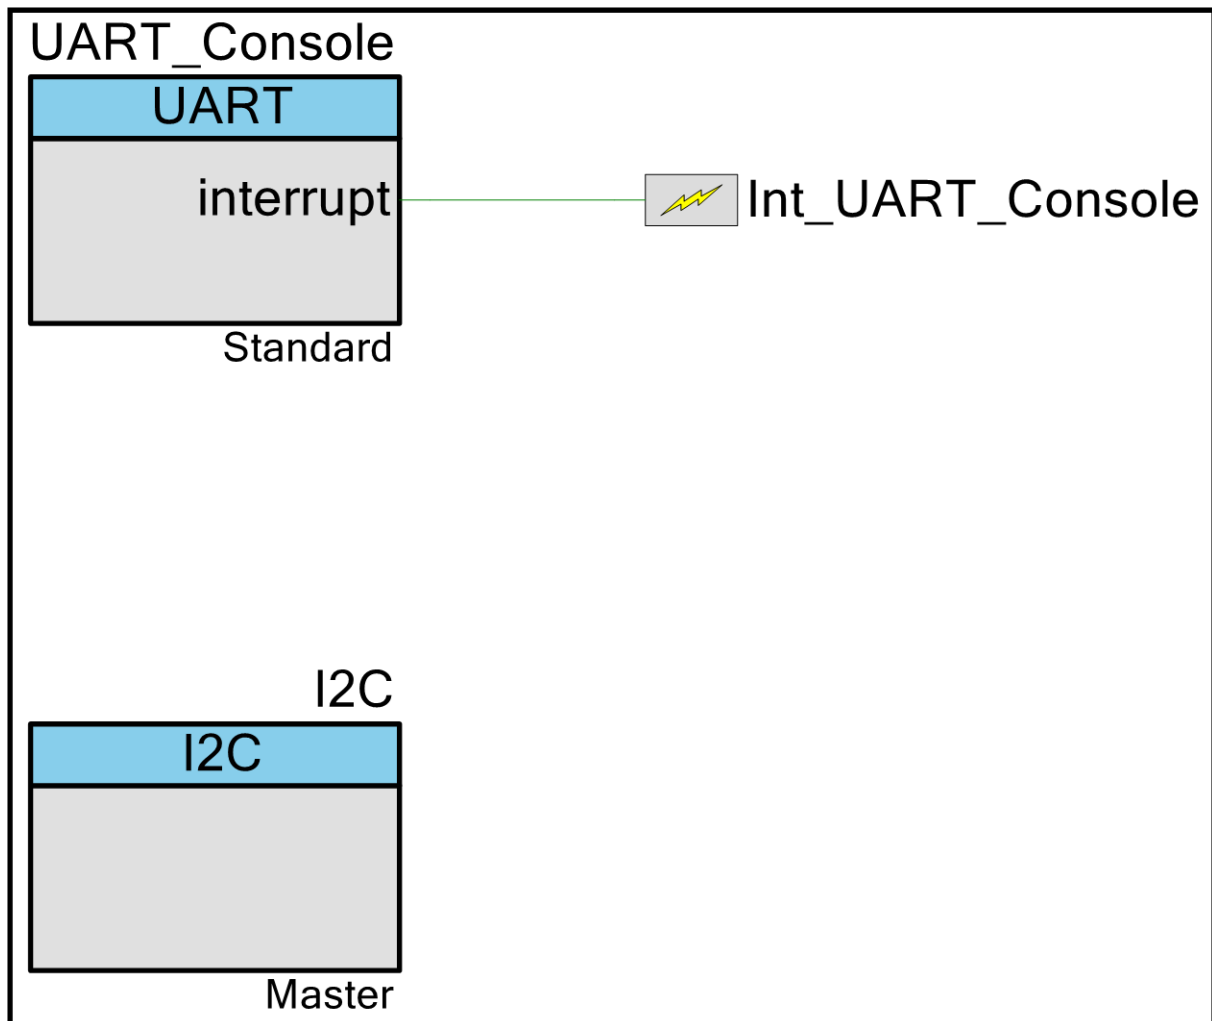 UART_Console
UART
interrupt
Int_UART_Console
Standard
I2C
I2C
Master